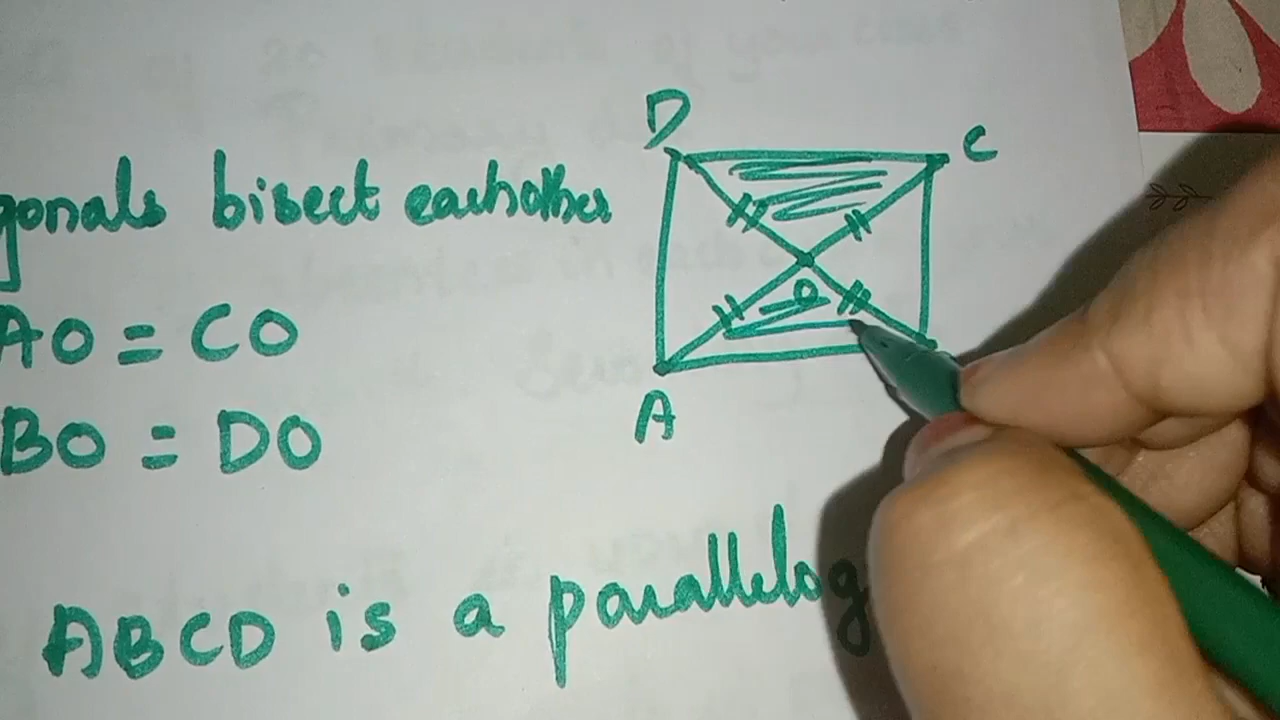 D
C
gonals bisect eachother
O
AO = CO
A
BO = DO
ABCD is a parallelog